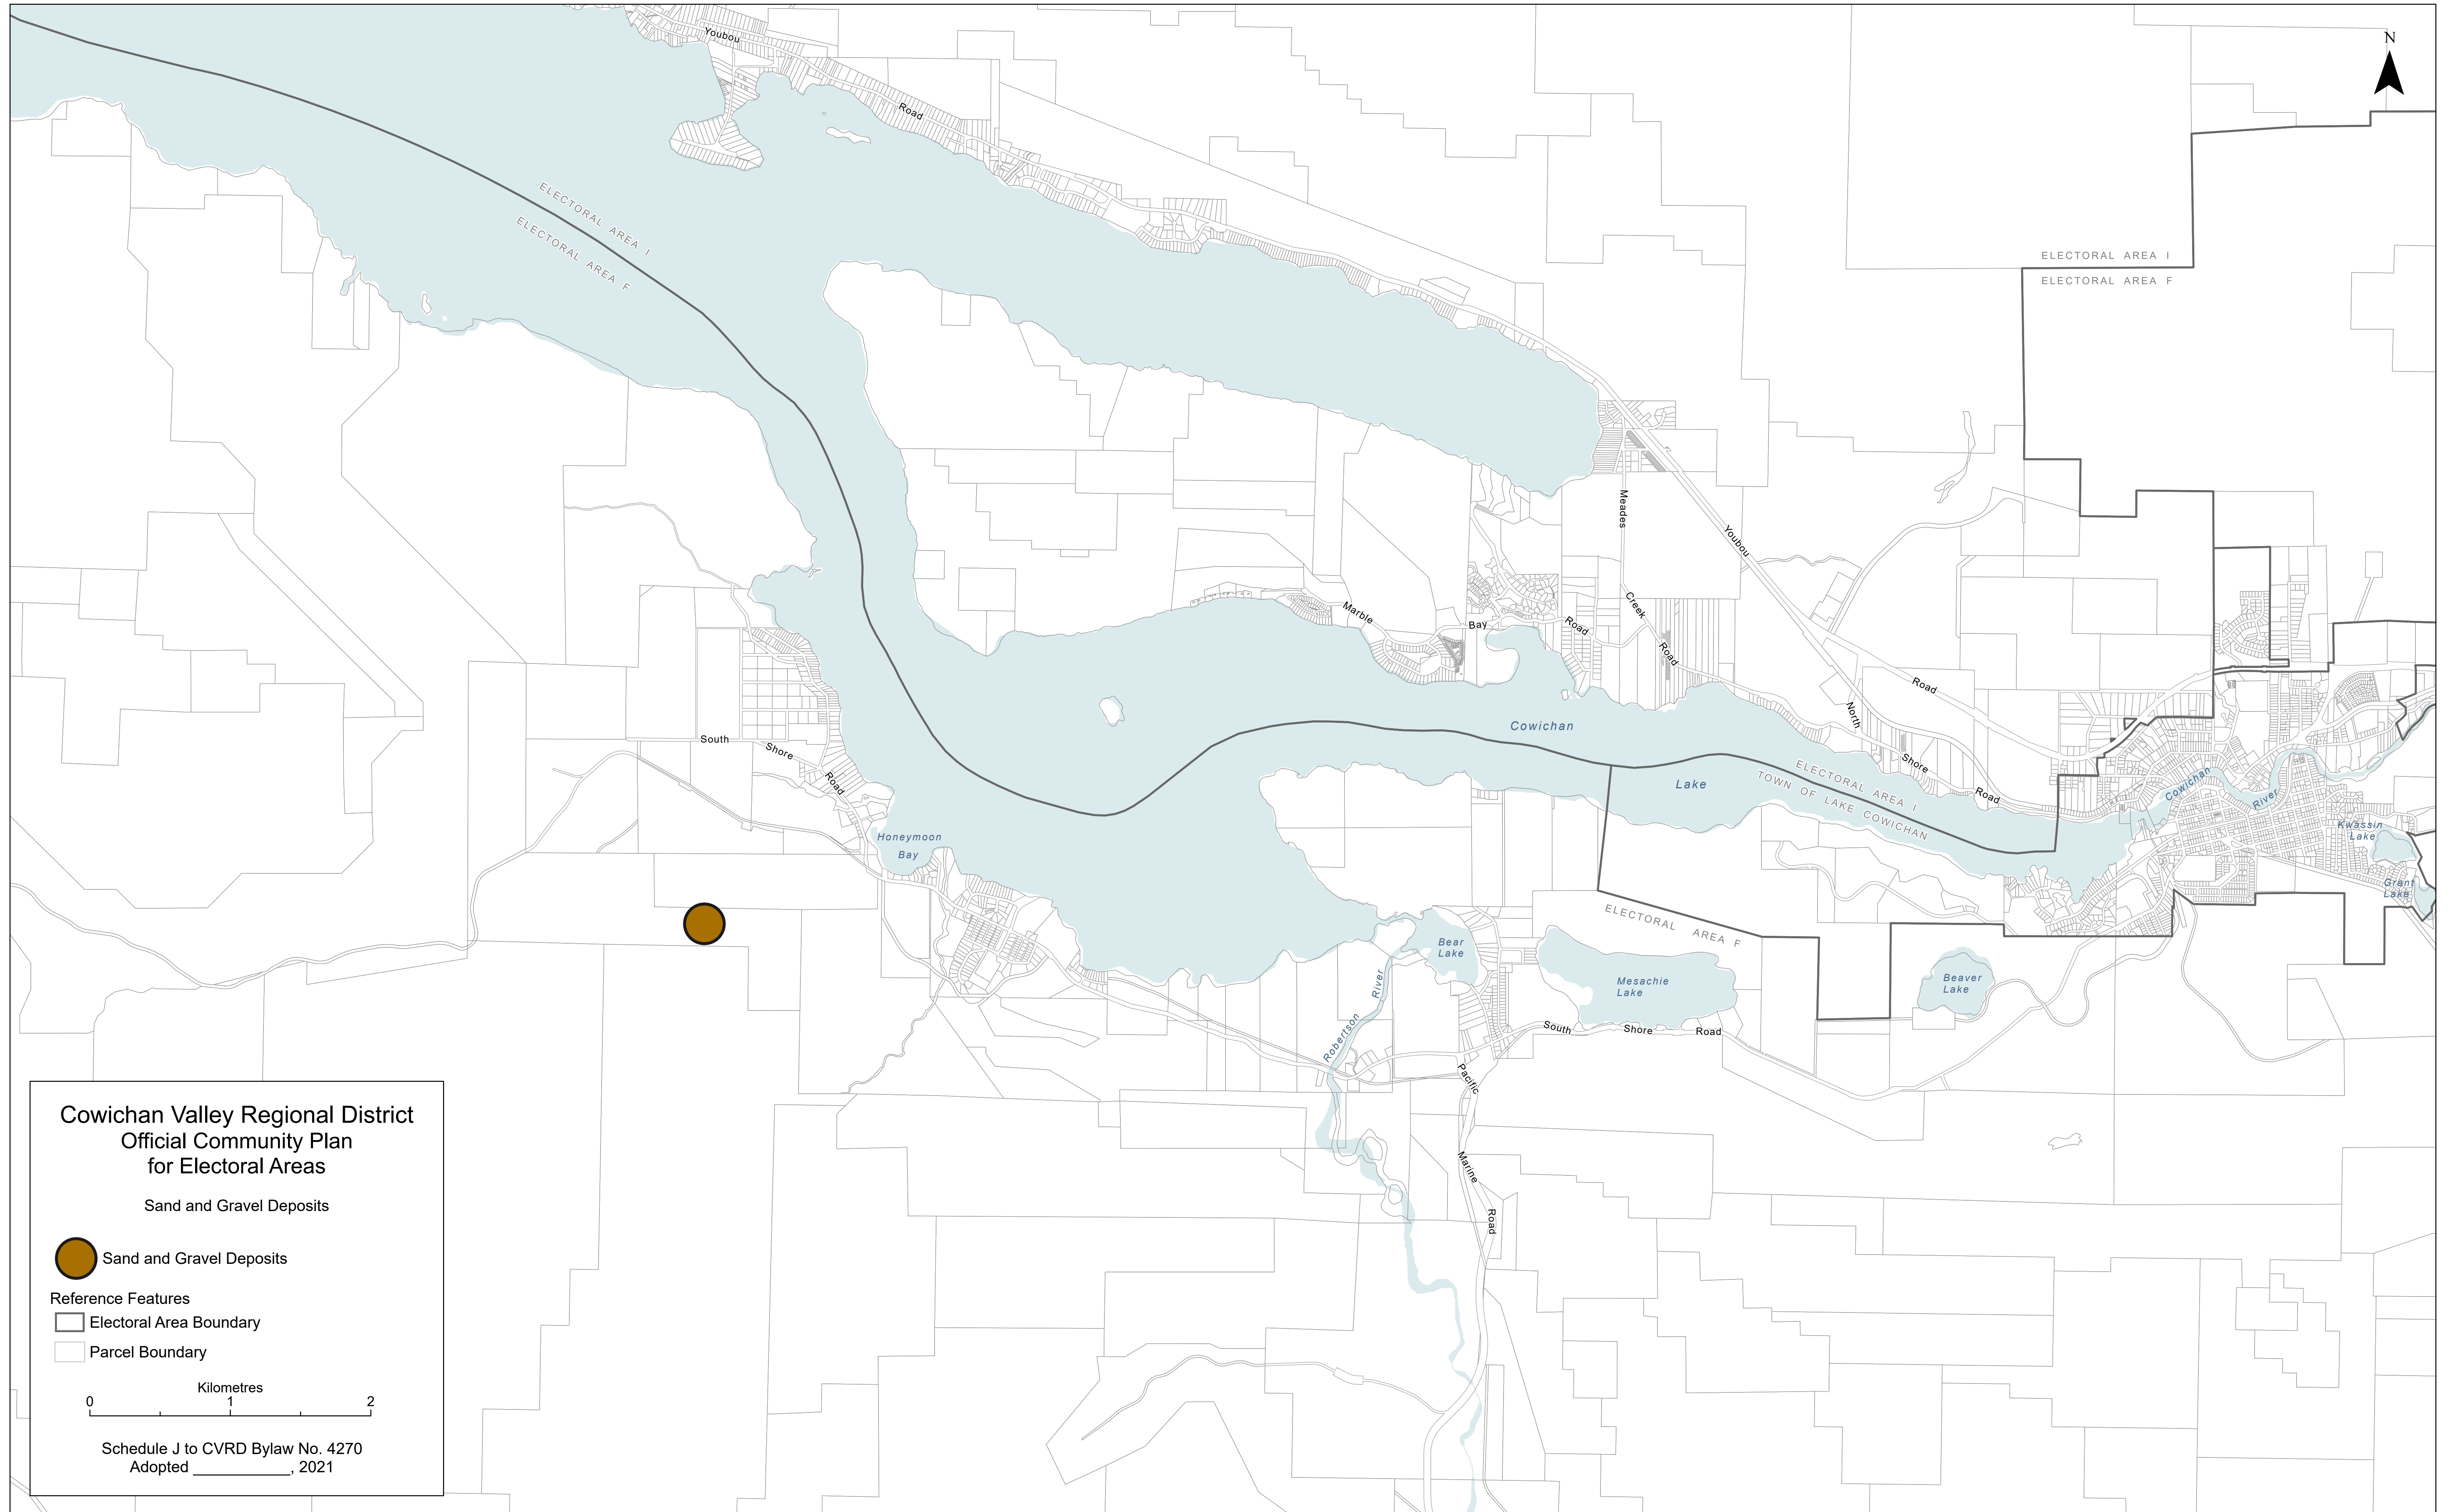 N
Youbou
Road
ELECTORAL AREA I
ELECTORAL AREA F
ELECTORAL AREA I
ELECTORAL AREA F
Meades
Creek
Road
Youbou
Road
Marble
Bay
Road
North
Shore
Road
South
Shore
Road
Cowichan
Lake
ELECTORAL AREA I
TOWN OF LAKE COWICHAN
Cowichan
River
Kwassin
Lake
Grant
Lake
Honeymoon
Bay
ELECTORAL AREA F
Bear
Lake
Mesachie
Lake
Beaver
Lake
Robertson
River
South
Shore
Road
Pacific
Marine
Road
Cowichan Valley Regional District
Official Community Plan
for Electoral Areas
Sand and Gravel Deposits
Sand and Gravel Deposits
Reference Features
Electoral Area Boundary
Parcel Boundary
Kilometres
0 1 2
Schedule J to CVRD Bylaw No. 4270
Adopted ___________, 2021